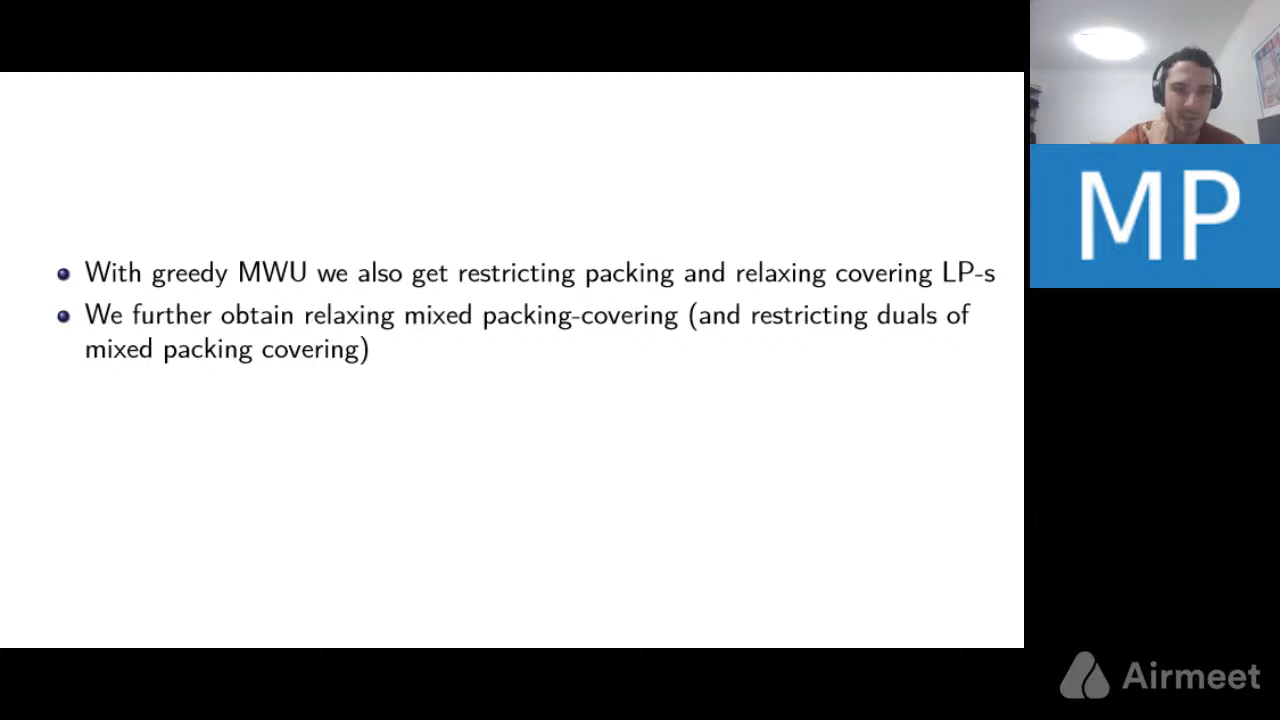 With greedy MWU we also get restricting packing and relaxing covering LP-s
We further obtain relaxing mixed packing-covering (and restricting duals of
mixed packing covering)
MP
Airmeet